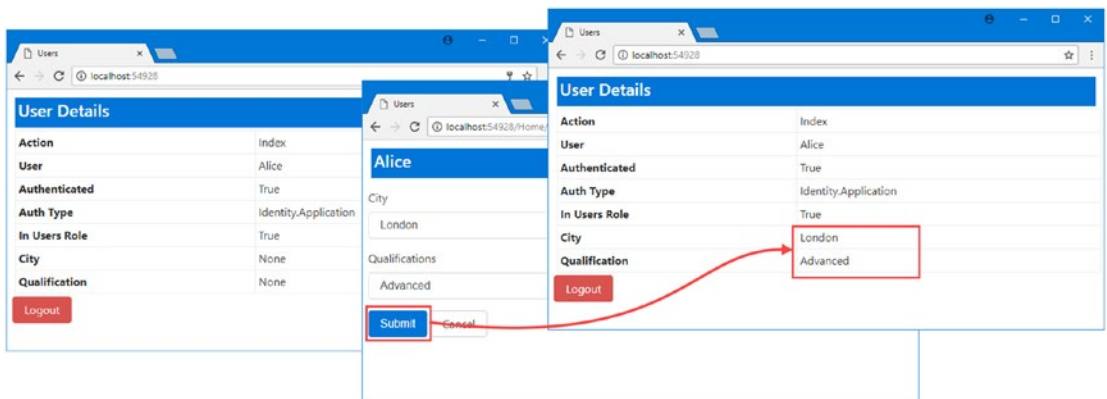 Users
localhost:54928
User Details
Action Index
User Alice
Authenticated True
Auth Type Identity.Application
In Users Role True
City None
Qualification None
Logout
Users
localhost:54928/Home/
Alice
City
London
Qualifications
Advanced
Submit Cancel
Users
localhost:54928
User Details
Action Index
User Alice
Authenticated True
Auth Type Identity.Application
In Users Role True
City London
Qualification Advanced
Logout